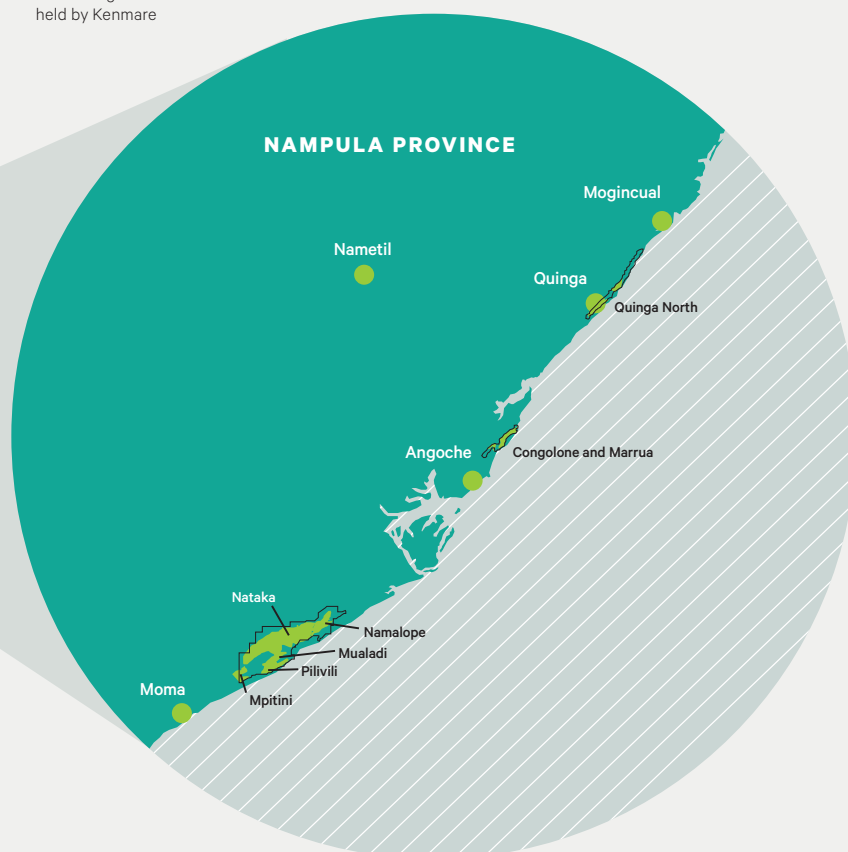 held by Kenmare
NAMPULA PROVINCE
Mogincual
Nametil
Quinga
Quinga North
Angoche
Congolone and Marrua
Nataka
Namalope
Mualadi
Pilivili
Moma
Mpitini